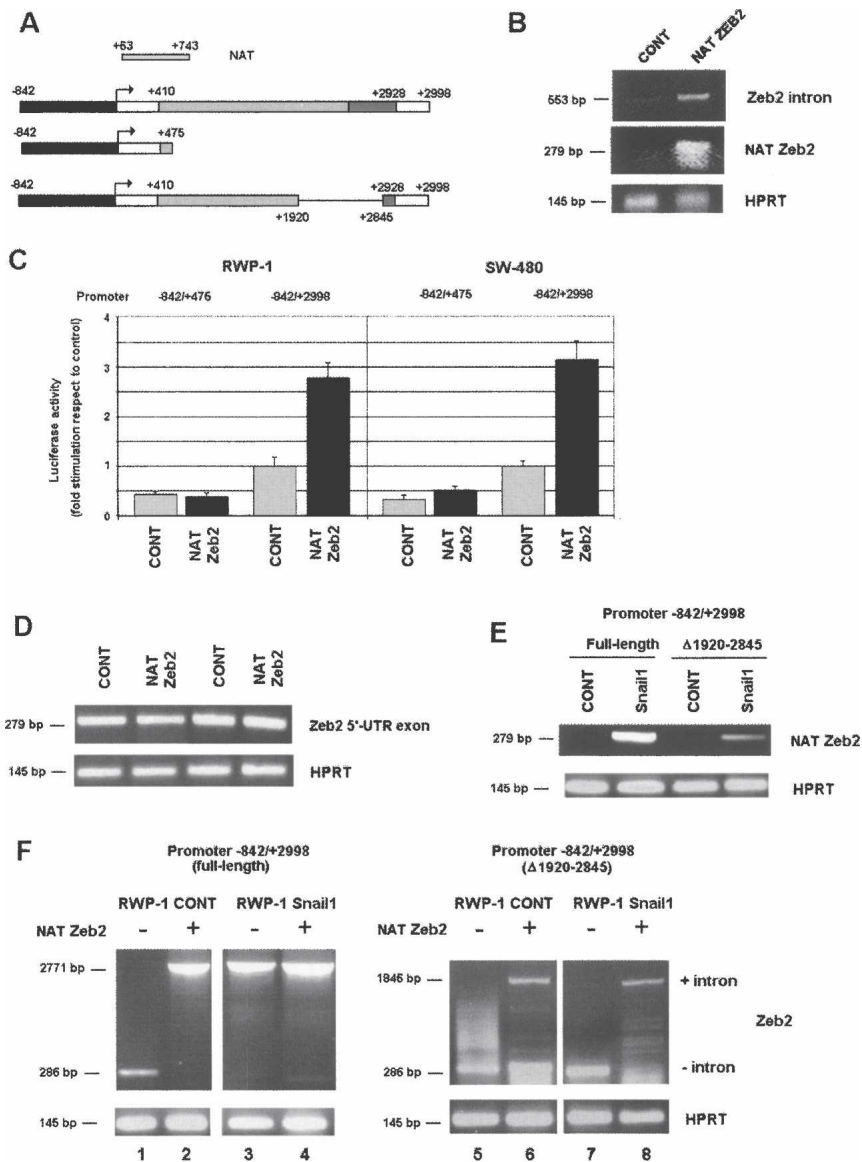 A
+63 +743
NAT
-842 +410 +2928 +2998
-842 +475
-842 +410 +2928 +2998
+1920 +2845
B
CONT NAT ZEB2
553 bp Zeb2 intron
279 bp NAT Zeb2
145 bp HPRT
C
RWP-1 SW-480
Promoter -842/+476 -842/+2998 -842/+475 -842/+2998
Luciferase activity
(fold stimulation respect to control)
4
3
2
1
0
CONT NAT Zeb2 CONT NAT Zeb2 CONT NAT Zeb2 CONT NAT Zeb2
D
CONT NAT Zeb2 CONT NAT Zeb2
279 bp Zeb2 5'-UTR exon
145 bp HPRT
E
Promoter -842/+2998
Full-length Δ1920-2845
CONT Snail1 CONT Snail1
279 bp NAT Zeb2
145 bp HPRT
F
Promoter -842/+2998
(full-length)
RWP-1 CONT RWP-1 Snail1
NAT Zeb2 - + - +
2771 bp
286 bp
145 bp
1 2 3 4
Promoter -842/+2998
(Δ1920-2845)
RWP-1 CONT RWP-1 Snail1
NAT Zeb2 - + - +
1846 bp + intron
Zeb2
286 bp - intron
145 bp HPRT
5 6 7 8